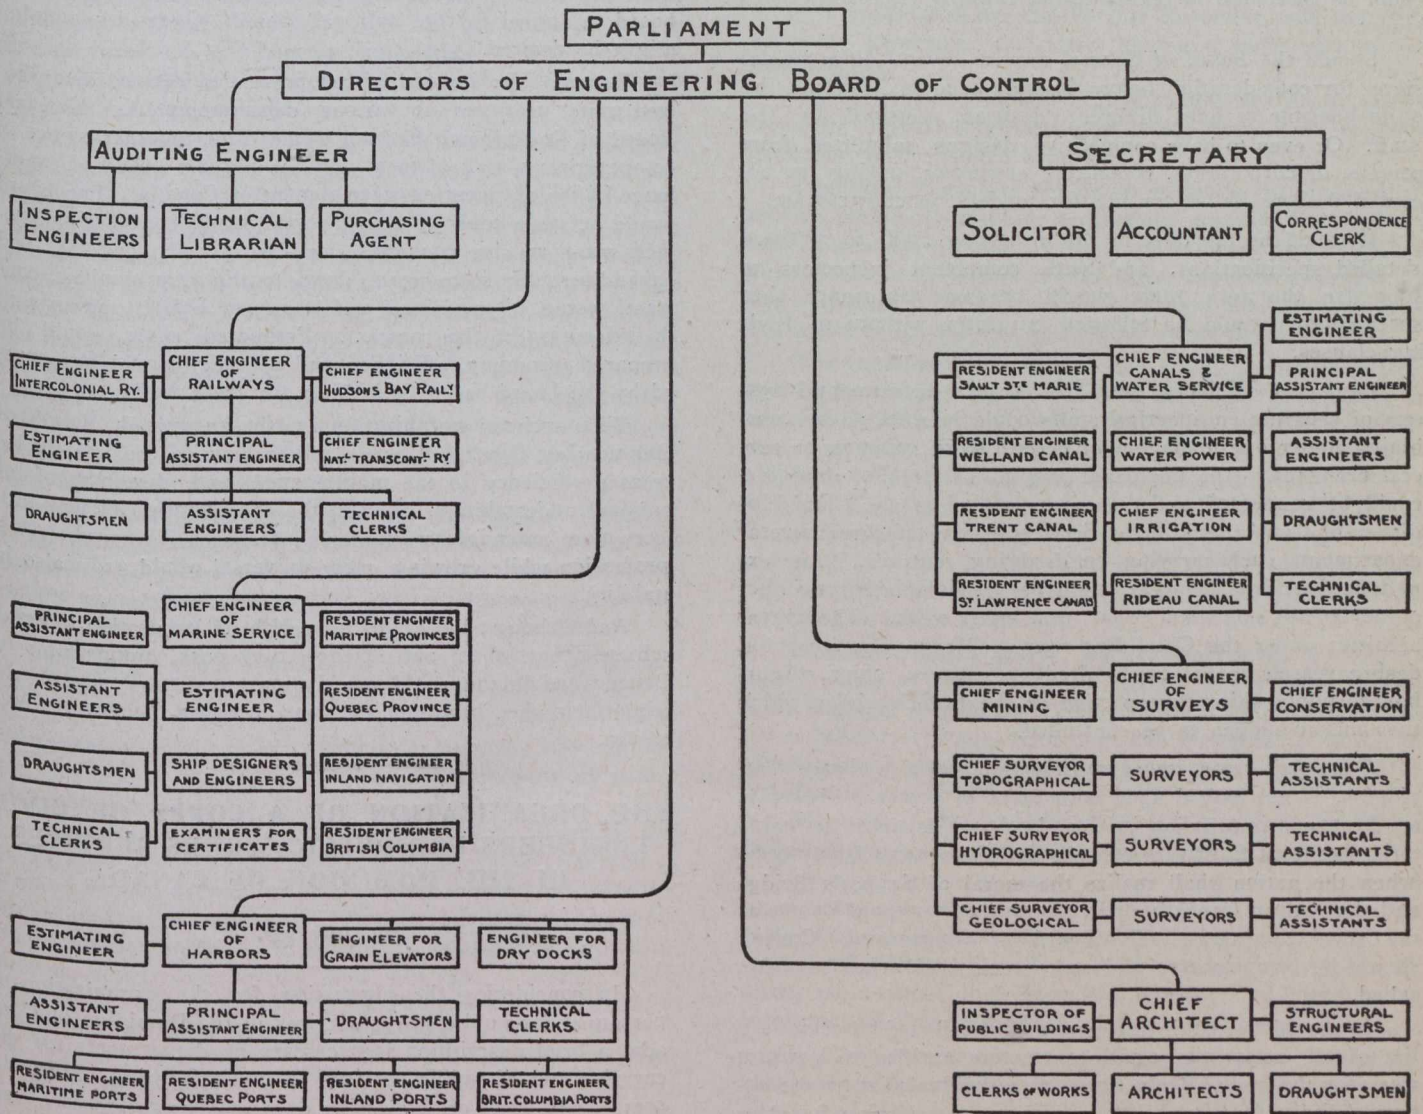 PARLIAMENT
DIRECTORS OF ENGINEERING BOARD OF CONTROL
AUDITING ENGINEER
INSPECTION
ENGINEERS
TECHNICAL
LIBRARIAN
PURCHASING
AGENT
SECRETARY
SOLICITOR
ACCOUNTANT
CORRESPONDENCE
CLERK
CHIEF ENGINEER
OF
RAILWAYS
CHIEF ENGINEER
INTERCOLONIAL RY.
CHIEF ENGINEER
HUDSONS BAY RAILY
ESTIMATING
ENGINEER
PRINCIPAL
ASSISTANT ENGINEER
CHIEF ENGINEER
NATL TRANSCONTL RY
DRAUGHTSMEN
ASSISTANT
ENGINEERS
TECHNICAL
CLERKS
PRINCIPAL
ASSISTANT ENGINEER
CHIEF ENGINEER
OF
MARINE SERVICE
RESIDENT ENGINEER
MARITIME PROVINCES
ASSISTANT
ENGINEERS
ESTIMATING
ENGINEER
RESIDENT ENGINEER
QUEBEC PROVINCE
DRAUGHTSMEN
SHIP DESIGNERS
AND ENGINEERS
RESIDENT ENGINEER
INLAND NAVIGATION
TECHNICAL
CLERKS
EXAMINERS FOR
CERTIFICATES
RESIDENT ENGINEER
BRITISH COLUMBIA
ESTIMATING
ENGINEER
CHIEF ENGINEER
OF
HARBORS
ENGINEER FOR
GRAIN ELEVATORS
ENGINEER FOR
DRY DOCKS
ASSISTANT
ENGINEERS
PRINCIPAL
ASSISTANT ENGINEER
DRAUGHTSMEN
TECHNICAL
CLERKS
RESIDENT ENGINEER
MARITIME PORTS
RESIDENT ENGINEER
QUEBEC PORTS
RESIDENT ENGINEER
INLAND PORTS
RESIDENT ENGINEER
BRIT. COLUMBIA PORTS
ESTIMATING
ENGINEER
RESIDENT ENGINEER
SAULT STE MARIE
CHIEF ENGINEER
CANALS &
WATER SERVICE
PRINCIPAL
ASSISTANT ENGINEER
RESIDENT ENGINEER
WELLAND CANAL
CHIEF ENGINEER
WATER POWER
ASSISTANT
ENGINEERS
RESIDENT ENGINEER
TRENT CANAL
CHIEF ENGINEER
IRRIGATION
DRAUGHTSMEN
RESIDENT ENGINEER
ST LAWRENCE CANALS
RESIDENT ENGINEER
RIDEAU CANAL
TECHNICAL
CLERKS
CHIEF ENGINEER
MINING
CHIEF ENGINEER
OF
SURVEYS
CHIEF ENGINEER
CONSERVATION
CHIEF SURVEYOR
TOPOGRAPHICAL
SURVEYORS
TECHNICAL
ASSISTANTS
CHIEF SURVEYOR
HYDROGRAPHICAL
SURVEYORS
TECHNICAL
ASSISTANTS
CHIEF SURVEYOR
GEOLOGICAL
SURVEYORS
TECHNICAL
ASSISTANTS
INSPECTOR OF
PUBLIC BUILDINGS
CHIEF
ARCHITECT
STRUCTURAL
ENGINEERS
CLERKS OF WORKS
ARCHITECTS
DRAUGHTSMEN